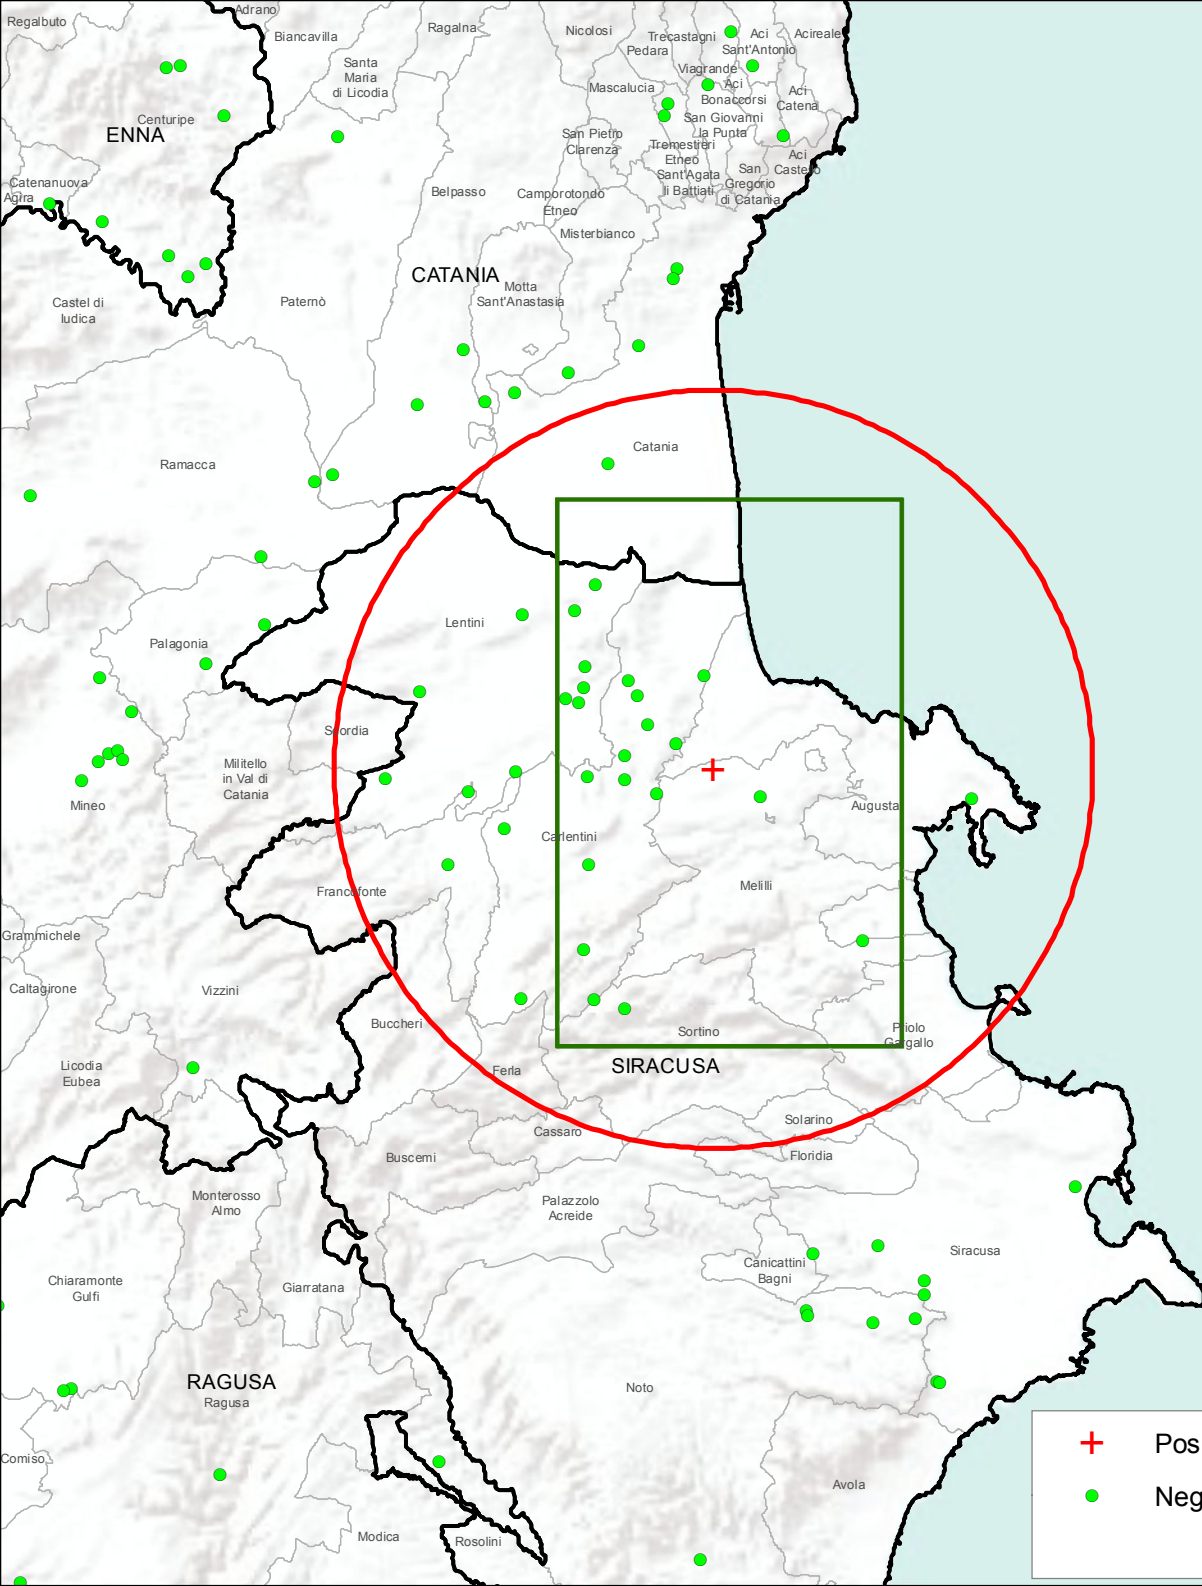 Adrano
Regalbuto
Biancavilla
Ragalna
Nicolosi
Trecastagni
Pedara
Aci
Sant'Antonio
Acireale
Santa
Maria
di Licodia
Viagrande
Mascalucia
Aci
Bonaccorsi
Aci
Catena
Centuripe
ENNA
San Pietro
Clarenza
San Giovanni
la Punta
Tremestieri
Etneo
Sant'Agata
li Battiati
San
Gregorio
di Catania
Aci
Castello
Catenanuova
Agira
Belpasso
Camporotondo
Etneo
Misterbianco
CATANIA
Motta
Sant'Anastasia
Castel di
Iudica
Paternò
Catania
Ramacca
Lentini
Palagonia
Scordia
Militello
in Val di
Catania
Mineo
Augusta
Carlentini
Melilli
Francofonte
Grammichele
Caltagirone
Vizzini
Buccheri
Sortino
Priolo
Gargallo
SIRACUSA
Licodia
Eubea
Ferla
Solarino
Cassaro
Floridia
Buscemi
Monterosso
Almo
Palazzolo
Acreide
Siracusa
Canicattini
Bagni
Chiaramonte
Gulfi
Giarratana
RAGUSA
Ragusa
Noto
Comiso
Avola
Modica
Rosolini
Pos
Neg